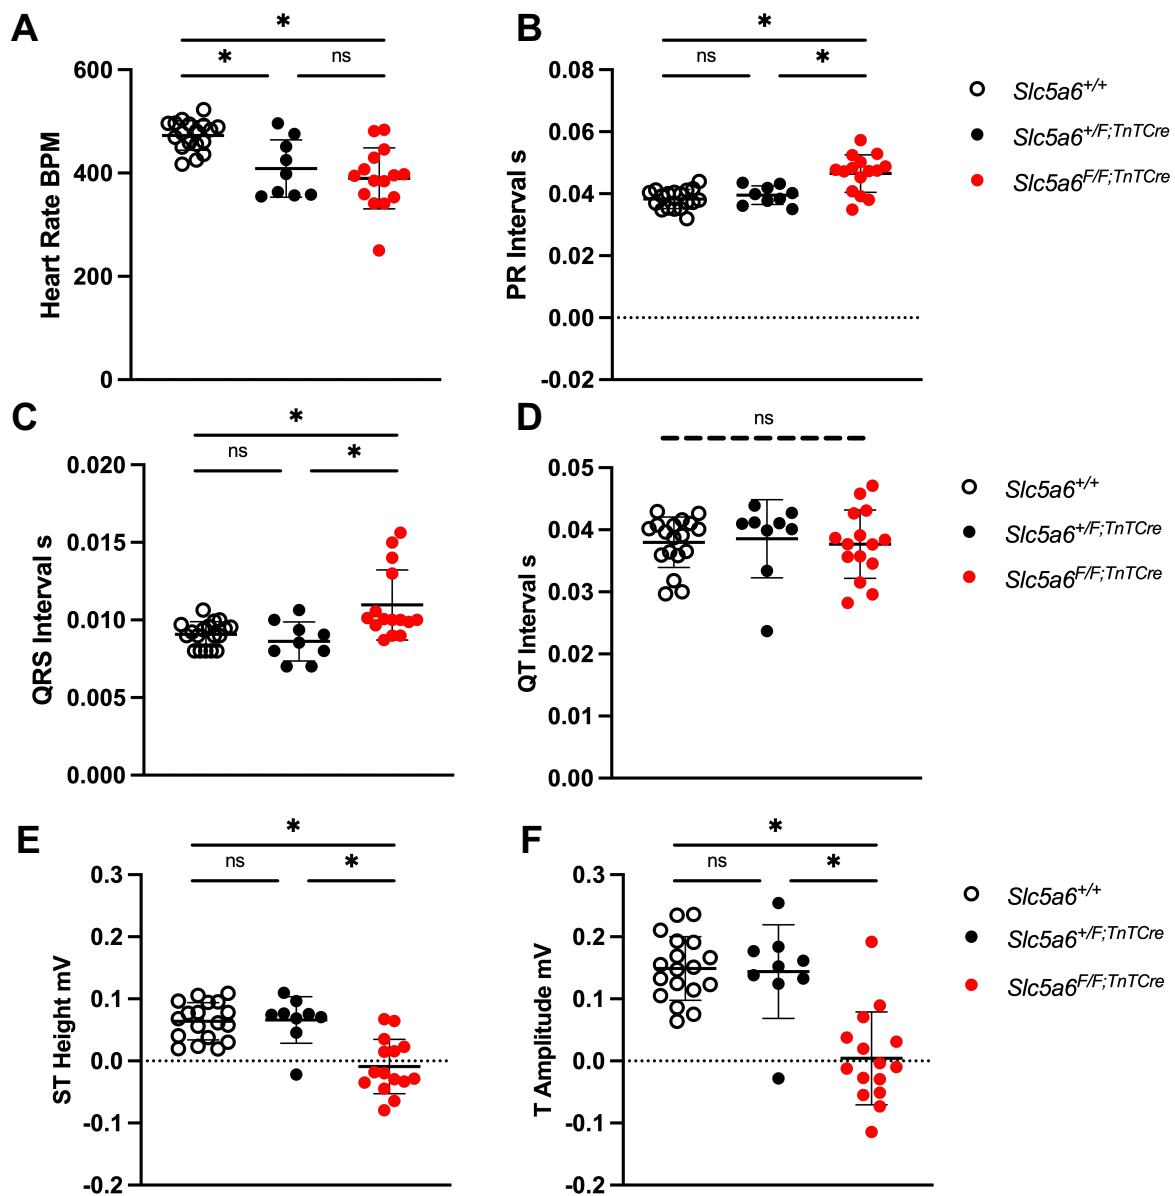 A
*
* ns
600
400
200
0
Heart Rate BPM
B
*
ns *
0.08
0.06
0.04
0.02
0.00
-0.02
PR Interval s
Slc5a6+/+
Slc5a6+/F;TnTCre
Slc5a6F/F;TnTCre
C
*
ns *
0.020
0.015
0.010
0.005
0.000
QRS Interval s
D
ns
0.05
0.04
0.03
0.02
0.01
0.00
QT Interval s
Slc5a6+/+
Slc5a6+/F;TnTCre
Slc5a6F/F;TnTCre
E
*
ns *
0.3
0.2
0.1
0.0
-0.1
-0.2
ST Height mV
F
*
ns *
0.3
0.2
0.1
0.0
-0.1
-0.2
T Amplitude mV
Slc5a6+/+
Slc5a6+/F;TnTCre
Slc5a6F/F;TnTCre